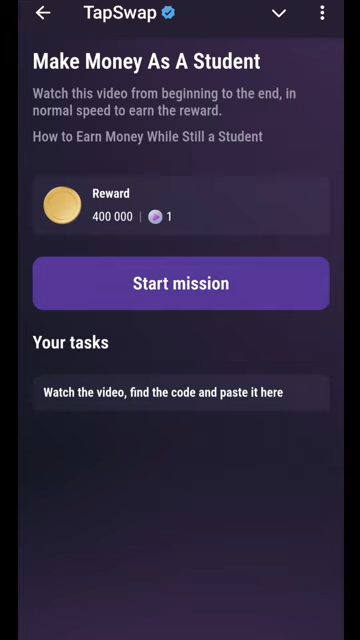 TapSwap
Make Money As A Student
Watch this video from beginning to the end, in
normal speed to earn the reward.
How to Earn Money While Still a Student
Reward
400 000 | 1
Start mission
Your tasks
Watch the video, find the code and paste it here